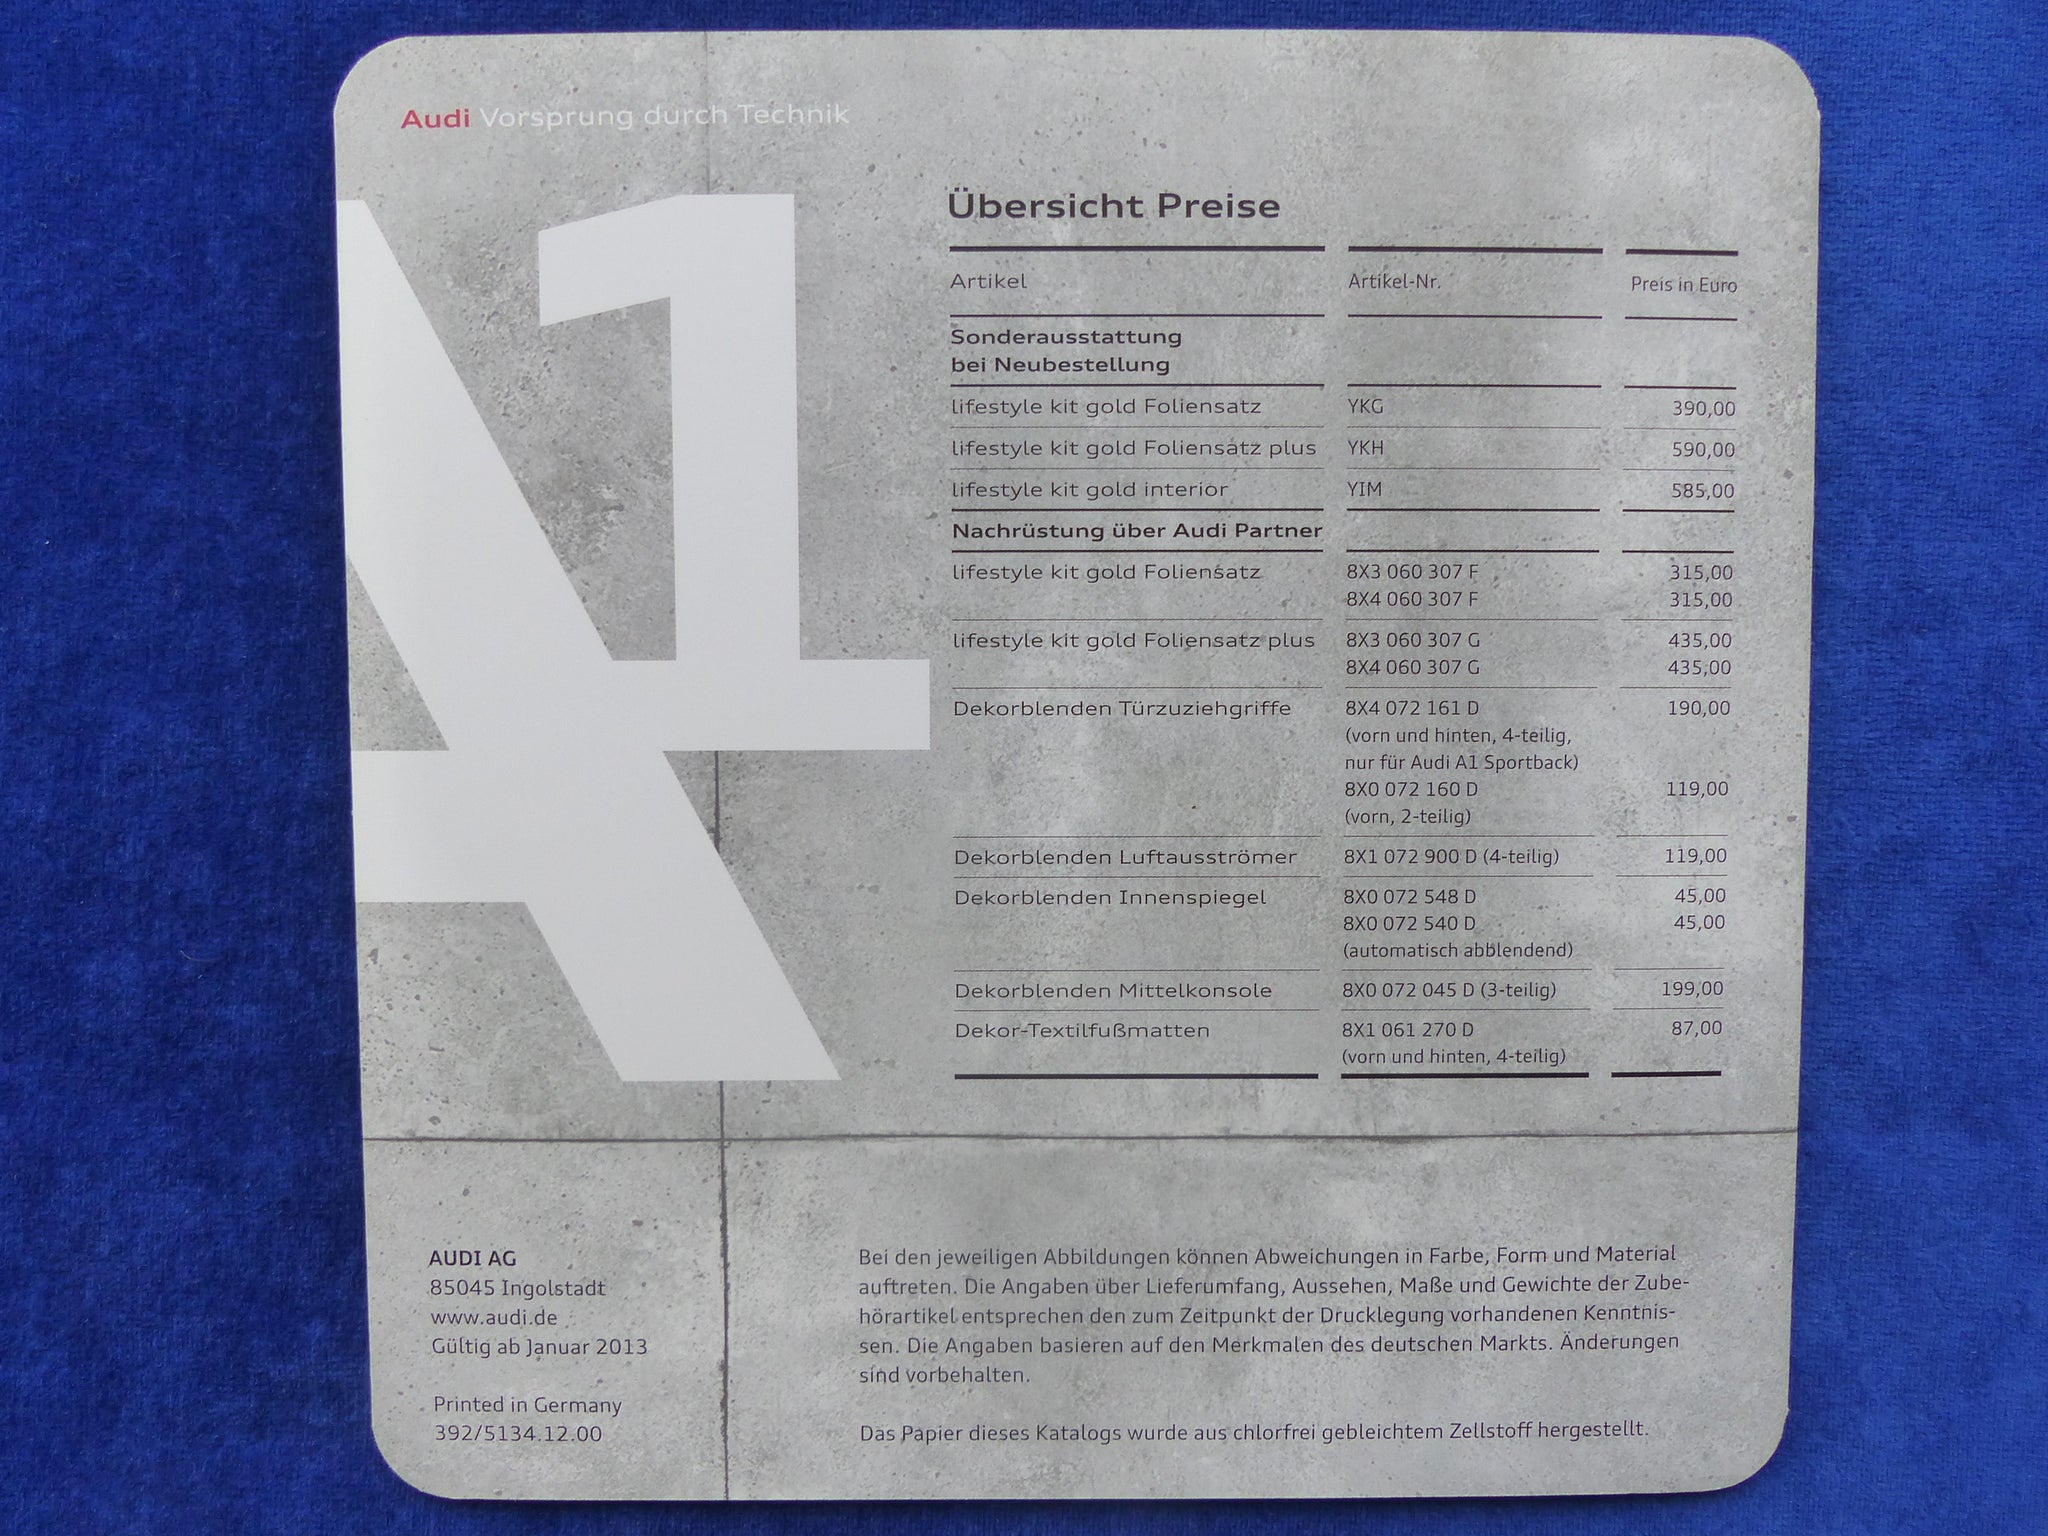 Audi Vorsprung durch Technik
A1
Übersicht Preise
Artikel Artikel-Nr. Preis in Euro
Sonderausstattung
bei Neubestellung
lifestyle kit gold Foliensatz YKG 390,00
lifestyle kit gold Foliensatz plus YKH 590,00
lifestyle kit gold interior YIM 585,00
Nachrüstung über Audi Partner
lifestyle kit gold Foliensatz 8X3 060 307 F 315,00
8X4 060 307 F 315,00
lifestyle kit gold Foliensatz plus 8X3 060 307 G 435,00
8X4 060 307 G 435,00
Dekorblenden Türzuziehgriffe 8X4 072 161 D 190,00
(vorn und hinten, 4-teilig,
nur für Audi A1 Sportback)
8X0 072 160 D 119,00
(vorn, 2-teilig)
Dekorblenden Luftausströmer 8X1 072 900 D (4-teilig) 119,00
Dekorblenden Innenspiegel 8X0 072 548 D 45,00
8X0 072 540 D 45,00
(automatisch abblendend)
Dekorblenden Mittelkonsole 8X0 072 045 D (3-teilig) 199,00
Dekor-Textilfußmatten 8X1 061 270 D 87,00
(vorn und hinten, 4-teilig)
AUDI AG
85045 Ingolstadt
www.audi.de
Gültig ab Januar 2013
Printed in Germany
392/5134.12.00
Bei den jeweiligen Abbildungen können Abweichungen in Farbe, Form und Material
auftreten. Die Angaben über Lieferumfang, Aussehen, Maße und Gewichte der Zube-
hörartikel entsprechen den zum Zeitpunkt der Drucklegung vorhandenen Kenntnis-
sen. Die Angaben basieren auf den Merkmalen des deutschen Markts. Änderungen
sind vorbehalten.
Das Papier dieses Katalogs wurde aus chlorfrei gebleichtem Zellstoff hergestellt.